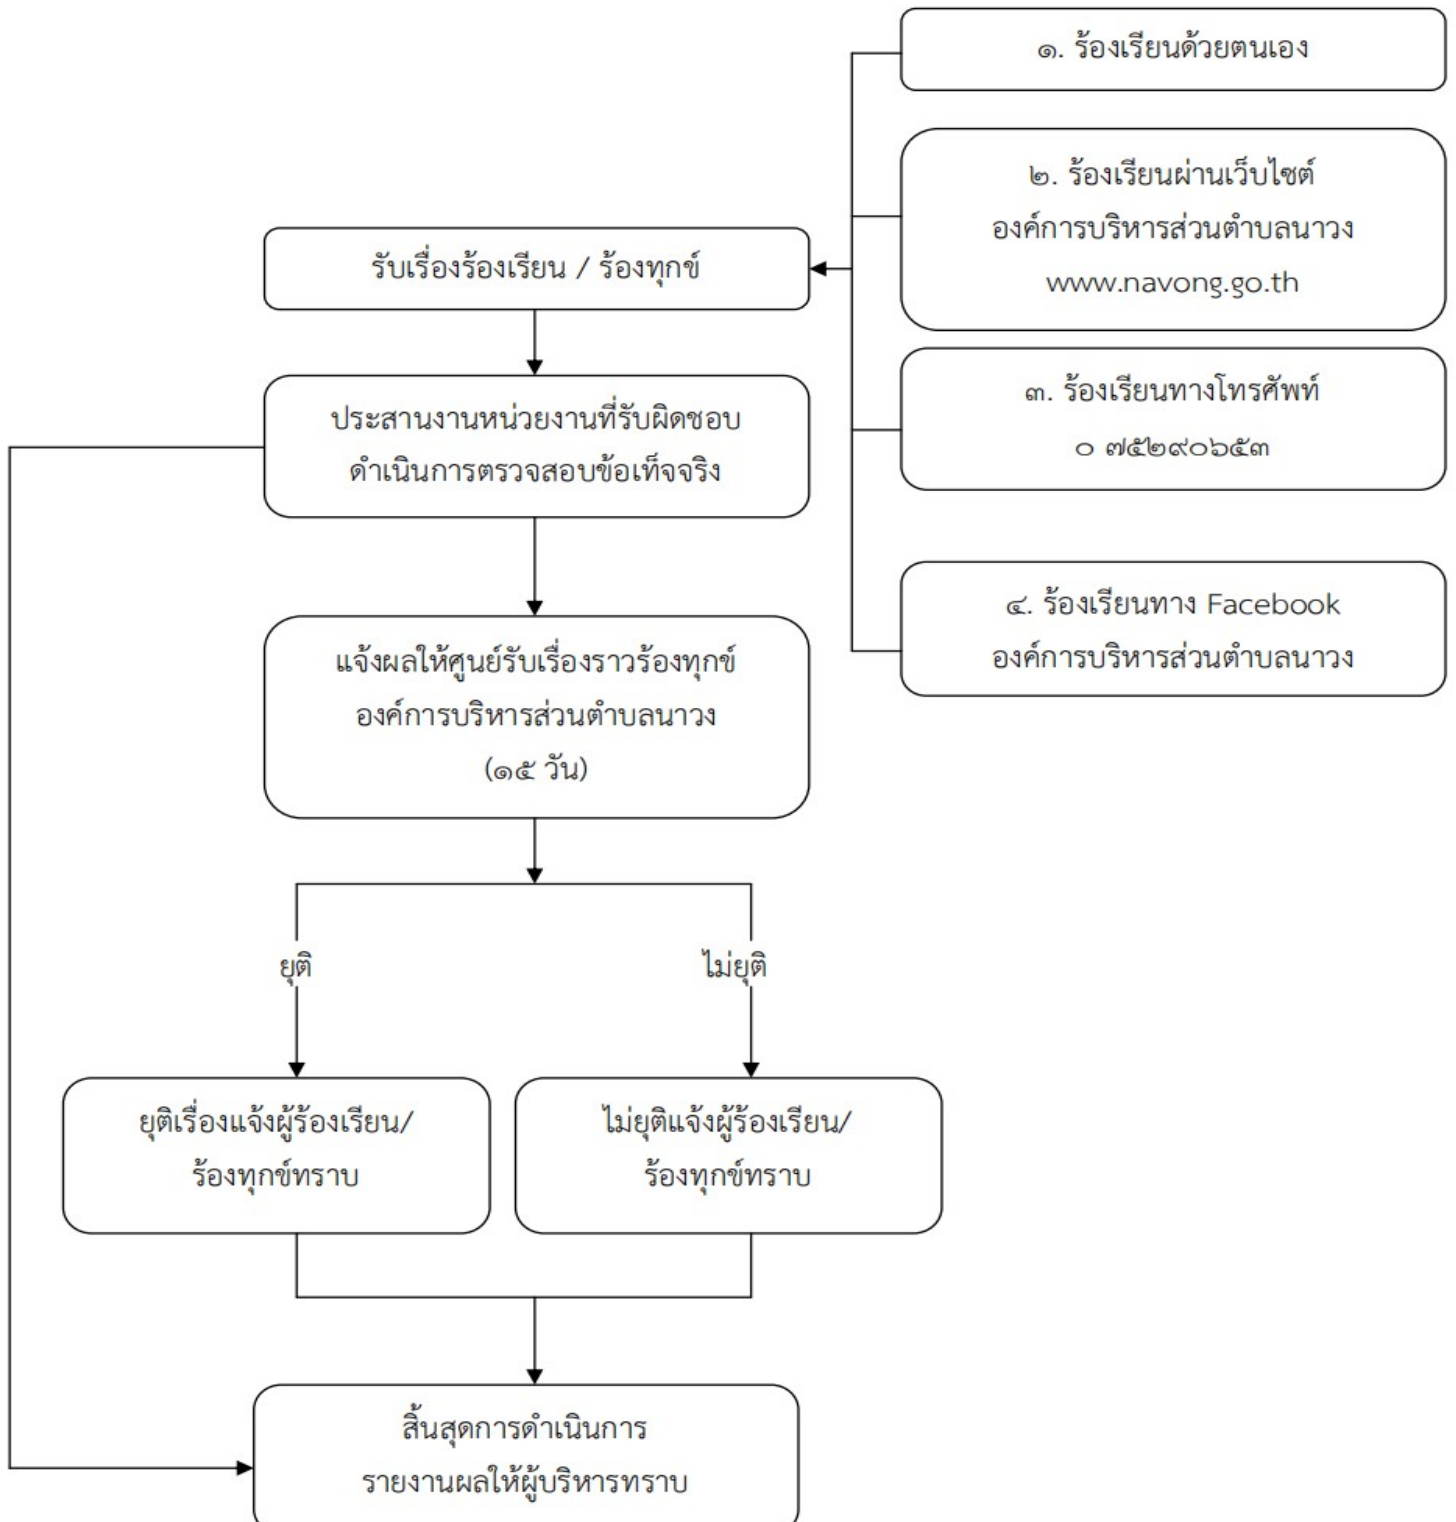 ๑. ร้องเรียนด้วยตนเอง
๒. ร้องเรียนผ่านเว็บไซต์
องค์การบริหารส่วนตำบลนาวง
www.navong.go.th
๓. ร้องเรียนทางโทรศัพท์
๐ ๗๕๒๙๐๖๕๓
๔. ร้องเรียนทาง Facebook
องค์การบริหารส่วนตำบลนาวง
รับเรื่องร้องเรียน / ร้องทุกข์
ประสานงานหน่วยงานที่รับผิดชอบ
ดำเนินการตรวจสอบข้อเท็จจริง
แจ้งผลให้ศูนย์รับเรื่องราวร้องทุกข์
องค์การบริหารส่วนตำบลนาวง
(๑๕ วัน)
ยุติ
ไม่ยุติ
ยุติเรื่องแจ้งผู้ร้องเรียน/
ร้องทุกข์ทราบ
ไม่ยุติแจ้งผู้ร้องเรียน/
ร้องทุกข์ทราบ
สิ้นสุดการดำเนินการ
รายงานผลให้ผู้บริหารทราบ